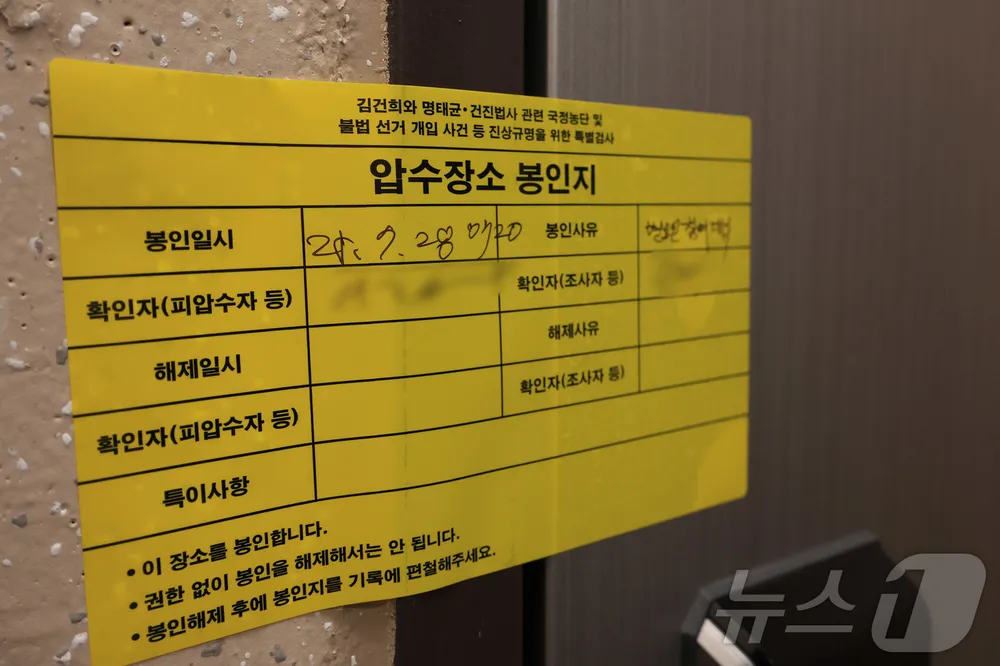 김건희와 명태균·건진법사 관련 국정농단 및
불법 선거 개입 사건 등 진상규명을 위한 특별검사
압수장소 봉인지
봉인일시 25. 7. 28 07:20 봉인사유
확인자(피압수자 등) 확인자(조사자 등)
해제일시 해제사유
확인자(피압수자 등) 확인자(조사자 등)
특이사항
• 이 장소를 봉인합니다.
• 권한 없이 봉인을 해제해서는 안 됩니다.
• 봉인해제 후에 봉인지를 기록에 편철해주세요.
뉴스1